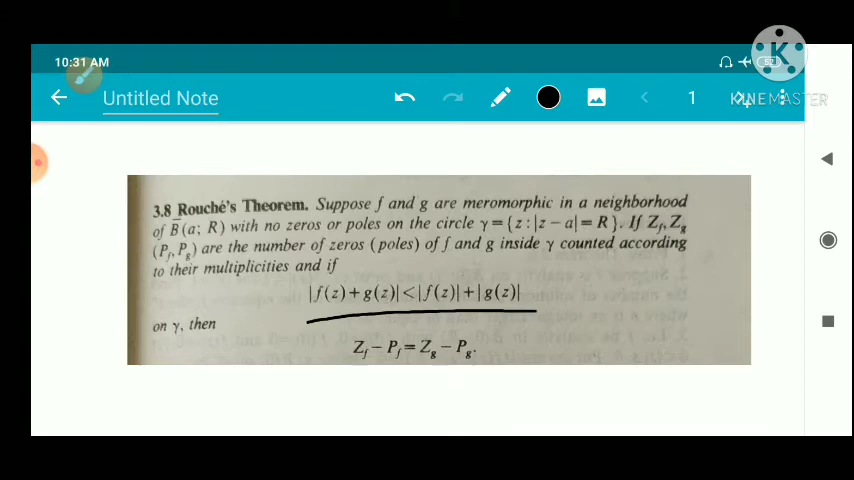 10:31 AM
52
K
KINEMASTER
Untitled Note
1
3.8 Rouché's Theorem. Suppose f and g are meromorphic in a neighborhood
of B̅(a; R) with no zeros or poles on the circle γ={z:|z−a|=R}. If Z_f, Z_g
(P_f, P_g) are the number of zeros (poles) of f and g inside γ counted according
to their multiplicities and if
|f(z)+g(z)|<|f(z)|+|g(z)|
on γ, then
Z_f−P_f=Z_g−P_g.